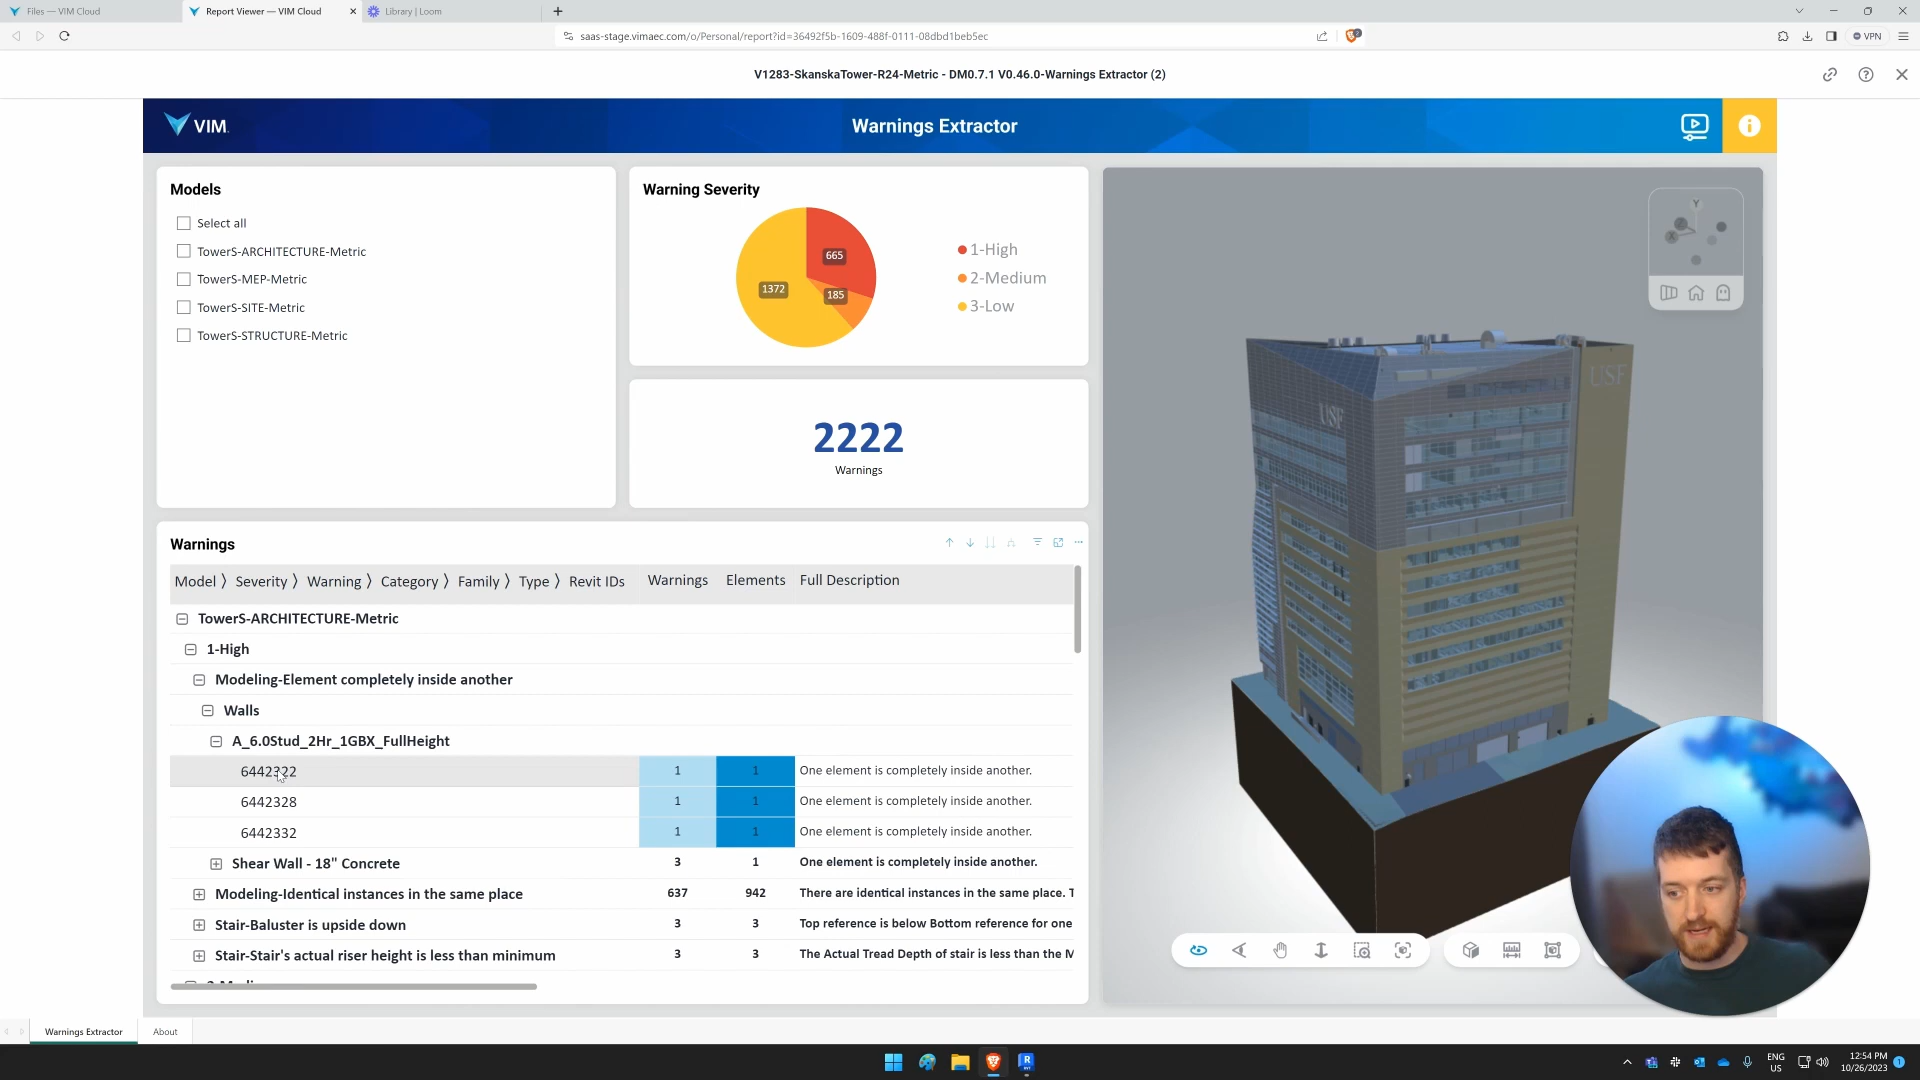 Files — VIM Cloud
Report Viewer — VIM Cloud
Library | Loom
saas-stage.vimaec.com/o/Personal/report?id=36492f5b-1609-488f-0111-08dbd1beb5ec
VPN
V1283-SkanskaTower-R24-Metric - DM0.7.1 V0.46.0-Warnings Extractor (2)
VIM
Warnings Extractor
Models
Select all
TowerS-ARCHITECTURE-Metric
TowerS-MEP-Metric
TowerS-SITE-Metric
TowerS-STRUCTURE-Metric
Warning Severity
665
1372
185
1-High
2-Medium
3-Low
2222
Warnings
Y
X
USF
USF
Warnings
Model 〉 Severity 〉 Warning 〉 Category 〉 Family 〉 Type 〉 Revit IDs Warnings Elements Full Description
TowerS-ARCHITECTURE-Metric
1-High
Modeling-Element completely inside another
Walls
A_6.0Stud_2Hr_1GBX_FullHeight
6442322 1 1 One element is completely inside another.
6442328 1 1 One element is completely inside another.
6442332 1 1 One element is completely inside another.
Shear Wall - 18" Concrete 3 1 One element is completely inside another.
Modeling-Identical instances in the same place 637 942 There are identical instances in the same place. T
Stair-Baluster is upside down 3 3 Top reference is below Bottom reference for one
Stair-Stair's actual riser height is less than minimum 3 3 The Actual Tread Depth of stair is less than the M
Warnings Extractor
About
ENG
US
12:54 PM
10/26/2023